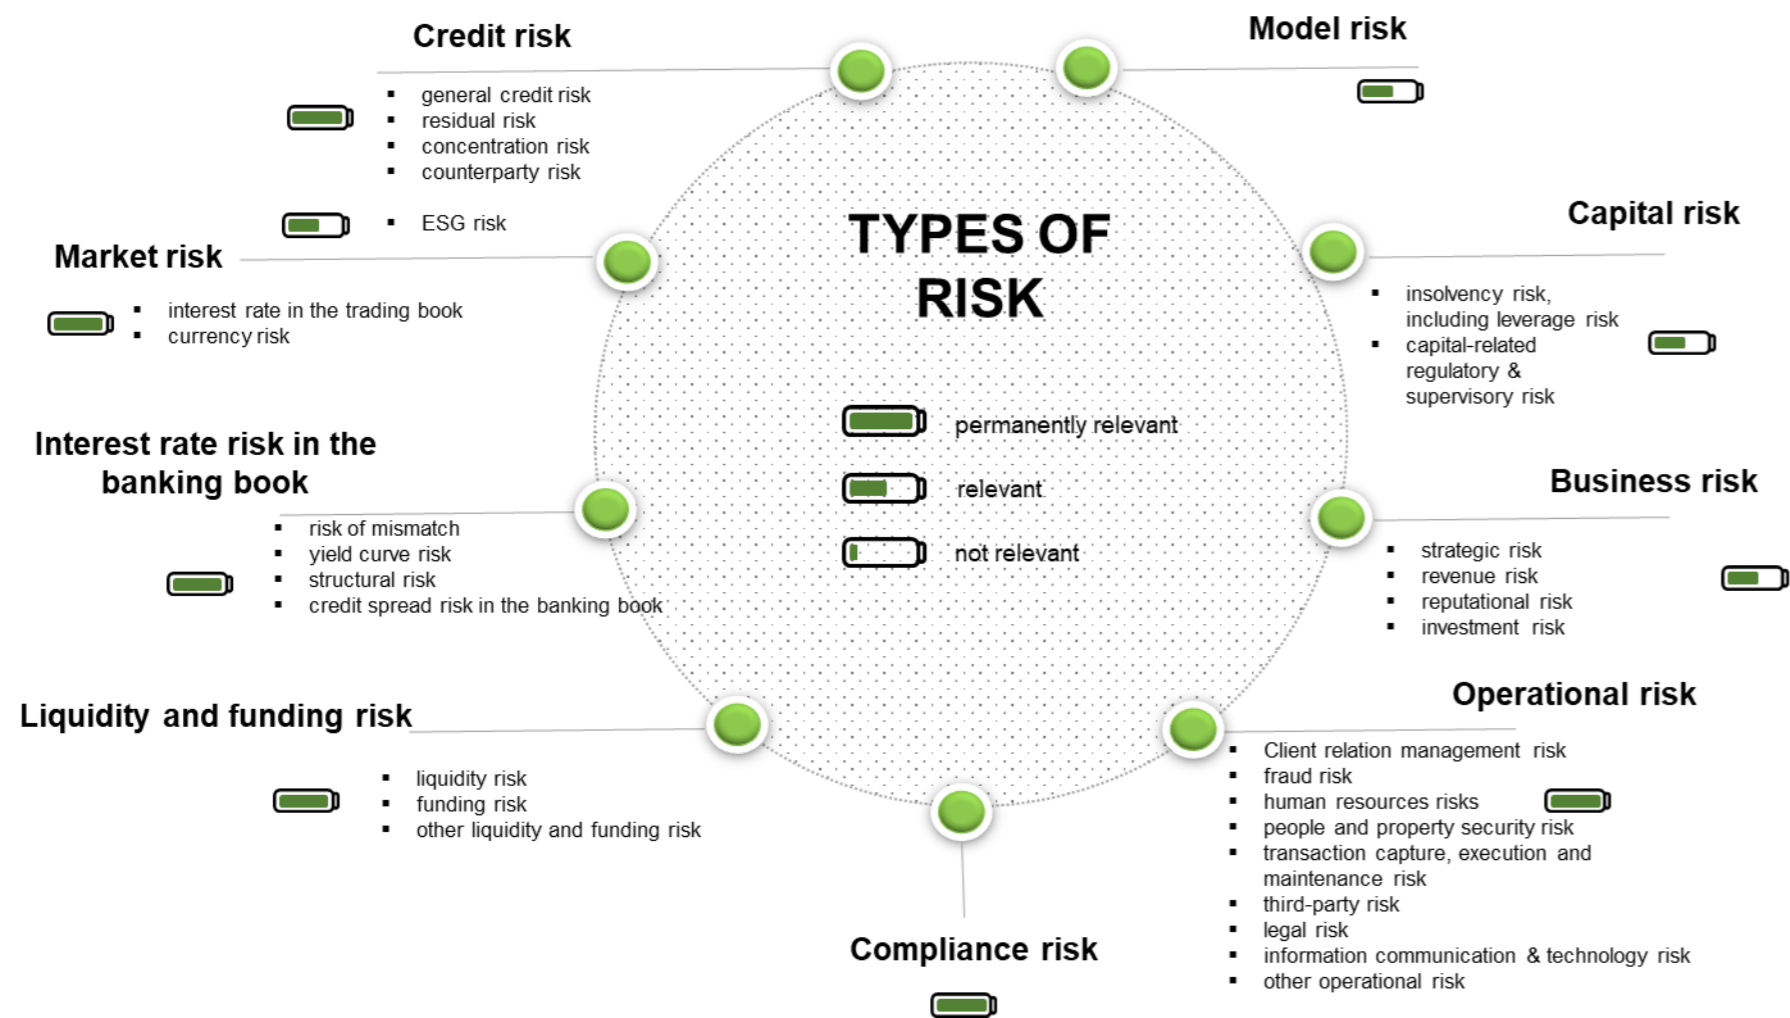 Credit risk
general credit risk
residual risk
concentration risk
counterparty risk
ESG risk
Market risk
interest rate in the trading book
currency risk
Interest rate risk in the
banking book
risk of mismatch
yield curve risk
structural risk
credit spread risk in the banking book
Liquidity and funding risk
liquidity risk
funding risk
other liquidity and funding risk
TYPES OF
RISK
permanently relevant
relevant
not relevant
Compliance risk
Model risk
Capital risk
insolvency risk,
including leverage risk
capital-related
regulatory &
supervisory risk
Business risk
strategic risk
revenue risk
reputational risk
investment risk
Operational risk
Client relation management risk
fraud risk
human resources risks
people and property security risk
transaction capture, execution and
maintenance risk
third-party risk
legal risk
information communication & technology risk
other operational risk